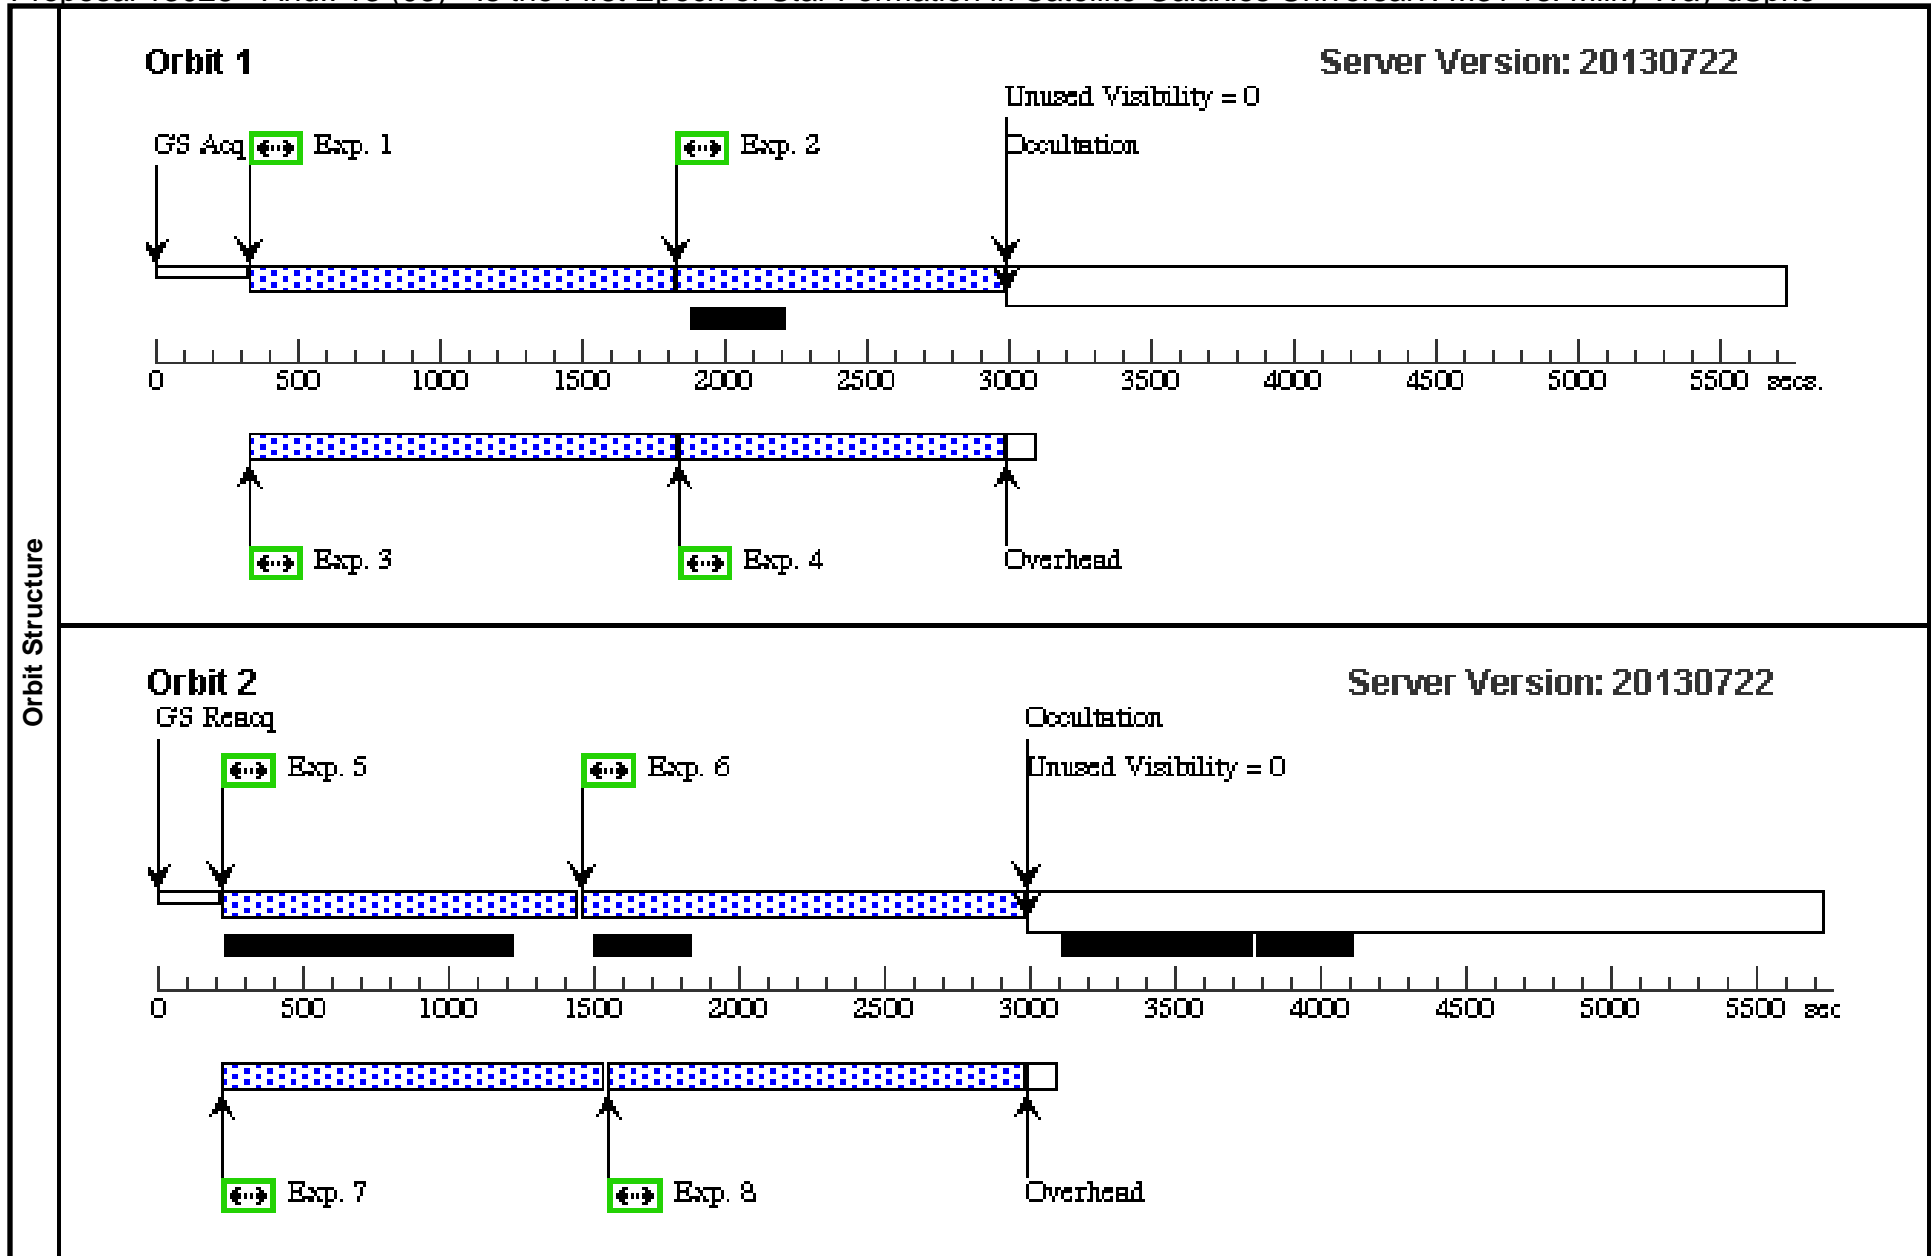 Orbit Structure
Orbit 1
Server Version: 20130722
Unused Visibility = 0
GS Acq Exp. 1 Exp. 2 Occultation
0 500 1000 1500 2000 2500 3000 3500 4000 4500 5000 5500 secs.
Exp. 3 Exp. 4 Overhead
Orbit 2
Server Version: 20130722
GS Reacq Occultation
Exp. 5 Exp. 6 Unused Visibility = 0
0 500 1000 1500 2000 2500 3000 3500 4000 4500 5000 5500 sec
Exp. 7 Exp. 8 Overhead